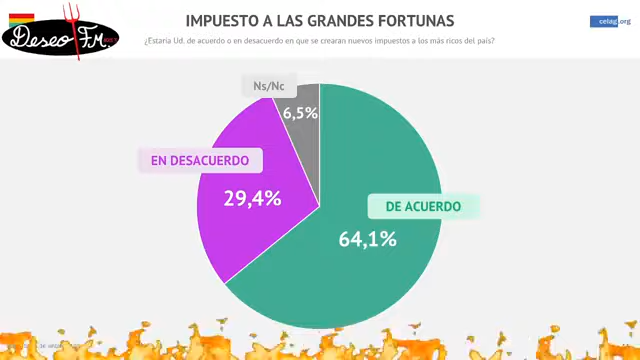 IMPUESTO A LAS GRANDES FORTUNAS
Deseo F.M.
¿Estaría Ud. de acuerdo o en desacuerdo en que se crearan nuevos impuestos a los más ricos del país?
celag.org
Ns/Nc
6,5%
EN DESACUERDO
29,4%
DE ACUERDO
64,1%